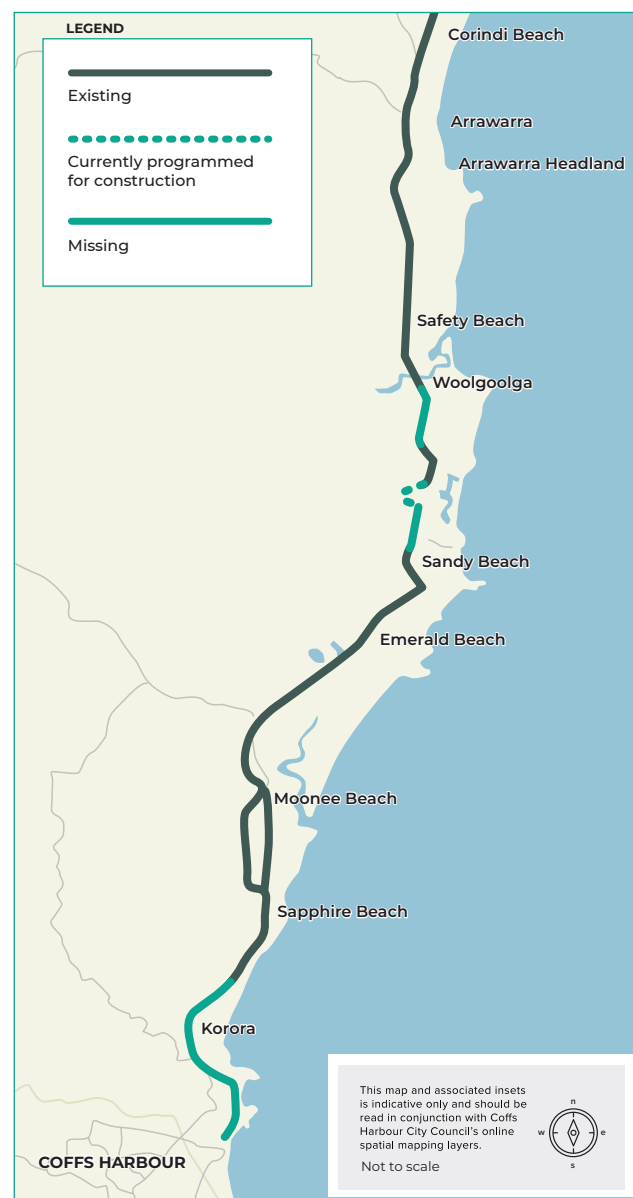 LEGEND
Existing
Currently programmed
for construction
Missing
Corindi Beach
Arrawarra
Arrawarra Headland
Safety Beach
Woolgoolga
Sandy Beach
Emerald Beach
Moonee Beach
Sapphire Beach
Korora
COFFS HARBOUR
This map and associated insets
is indicative only and should be
read in conjunction with Coffs
Harbour City Council's online
spatial mapping layers.
Not to scale
n
w
e
s